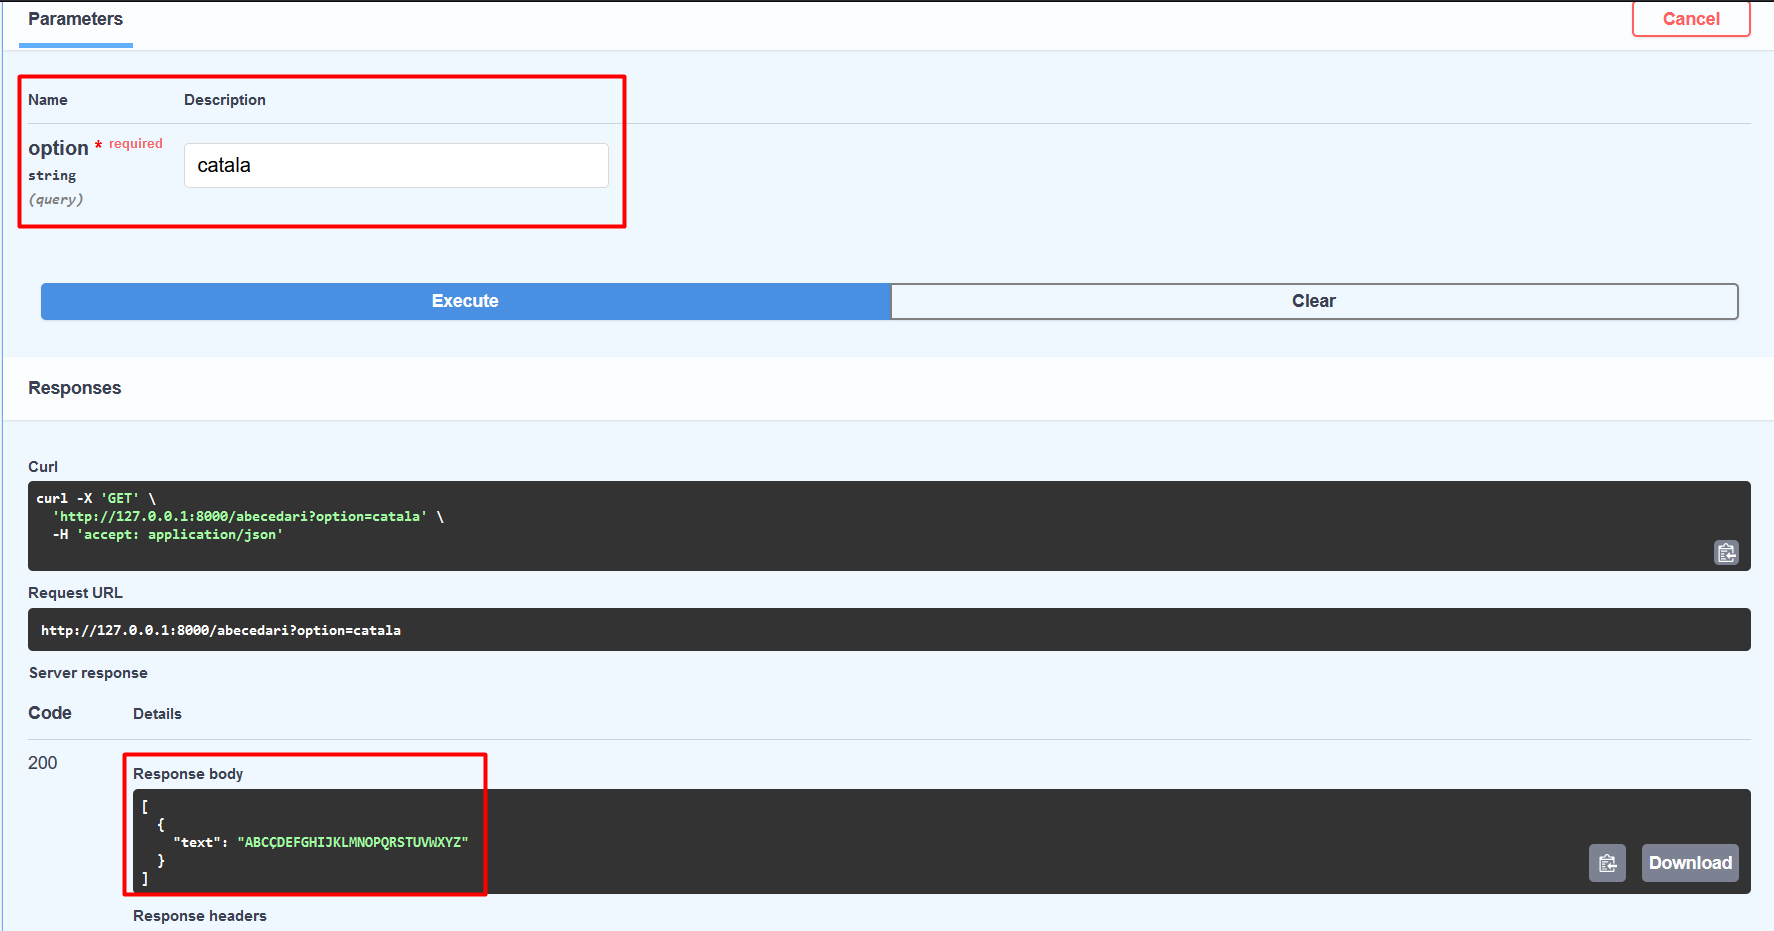 Parameters
Cancel
Name Description
option * required
catala
string
(query)
Execute Clear
Responses
Curl
curl -X 'GET' \
'http://127.0.0.1:8000/abecedari?option=catala' \
-H 'accept: application/json'
Request URL
http://127.0.0.1:8000/abecedari?option=catala
Server response
Code Details
200
Response body
[
{
"text": "ABCÇDEFGHIJKLMNOPQRSTUVWXYZ"
}
]
Download
Response headers